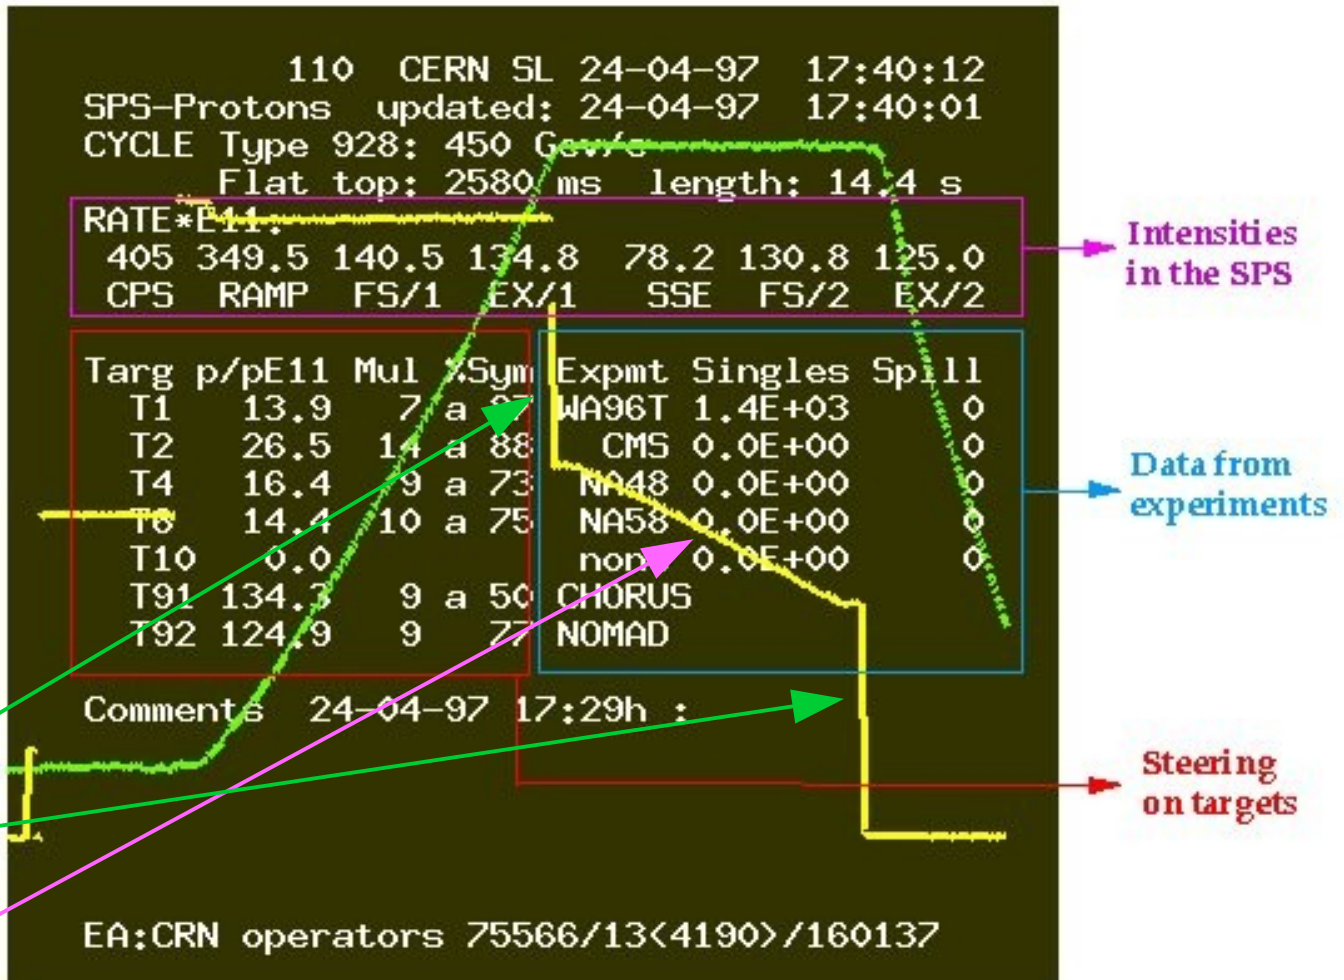 110 CERN SL 24-04-97 17:40:12
SPS-Protons updated: 24-04-97 17:40:01
CYCLE Type 928: 450 Gev/c
Flat top: 2580 ms length: 14.4 s
RATE*E11:
405 349.5 140.5 134.8 78.2 130.8 125.0
CPS RAMP FS/1 EX/1 SSE FS/2 EX/2
Intensities
in the SPS
Targ p/pE11 Mul %Sym Expmt Singles Spill
T1 13.9 7 a 97 WA96T 1.4E+03 0
T2 26.5 14 a 88 CMS 0.0E+00 0
T4 16.4 9 a 73 NA48 0.0E+00 0
T6 14.4 10 a 75 NA58 0.0E+00 0
T10 0.0 none 0.0E+00 0
T91 134.3 9 a 50 CHORUS
T92 124.9 9 77 NOMAD
Data from
experiments
Comments 24-04-97 17:29h :
Steering
on targets
EA:CRN operators 75566/13<4190>/160137